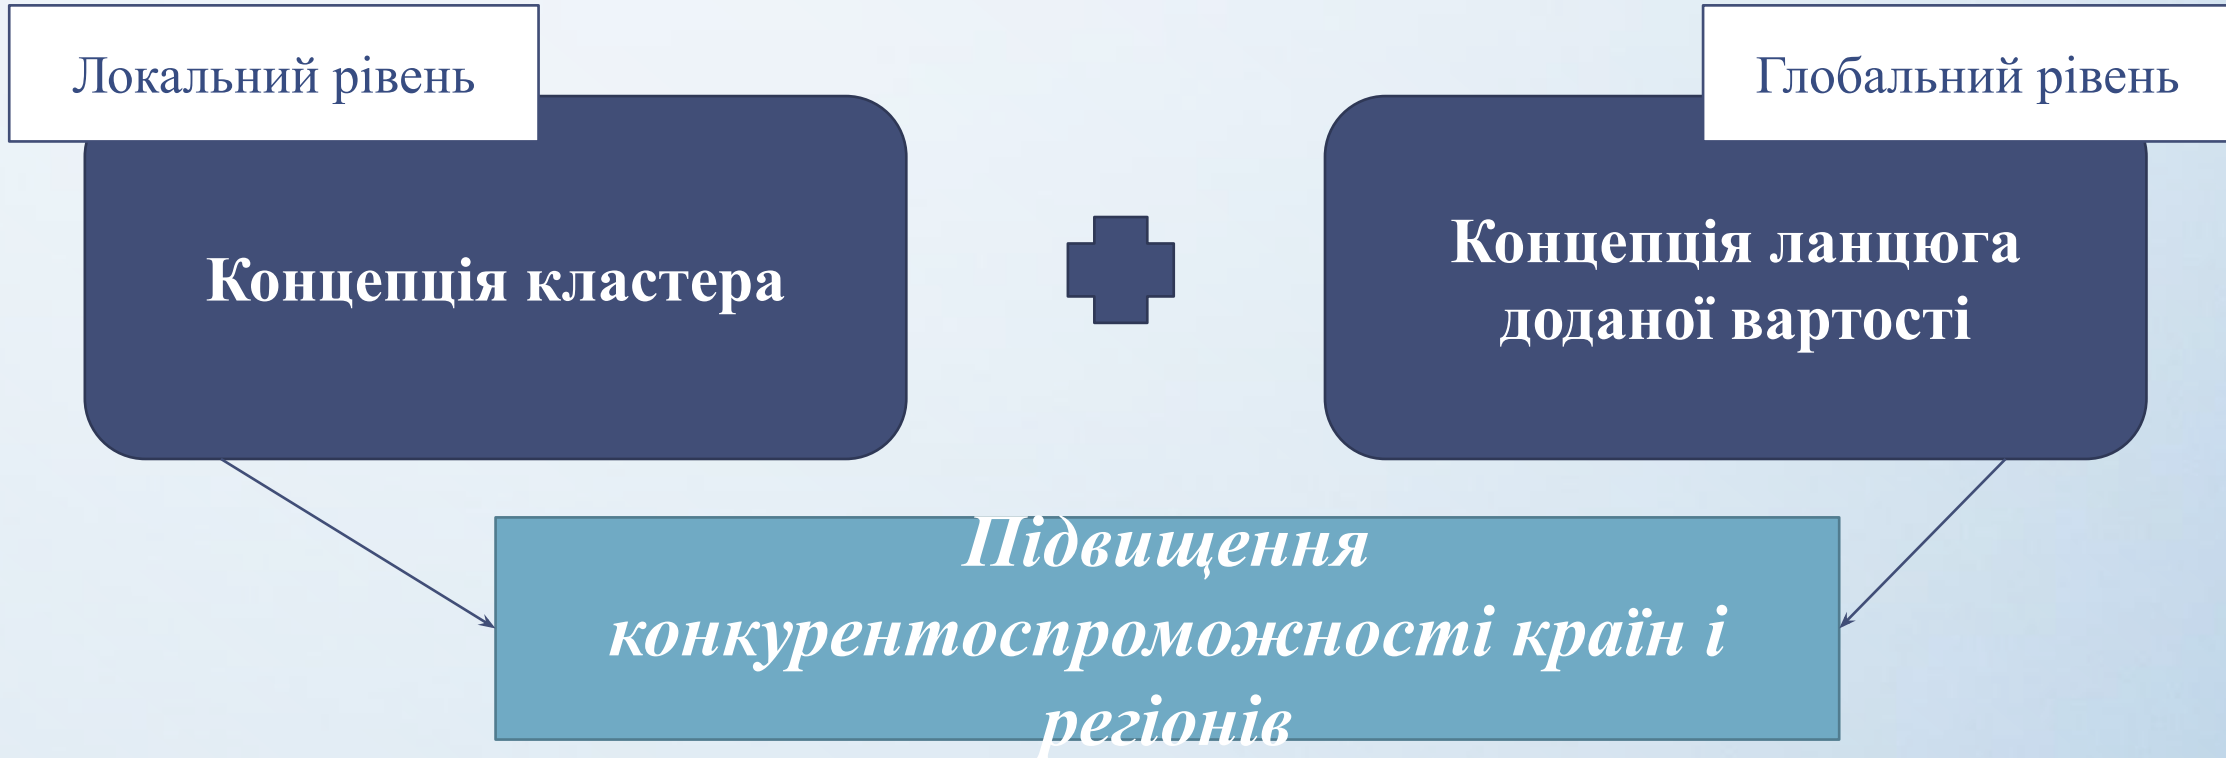 Локальний рівень
Глобальний рівень
Концепція кластера
Концепція ланцюга
доданої вартості
Підвищення
конкурентоспроможності країн і
регіонів